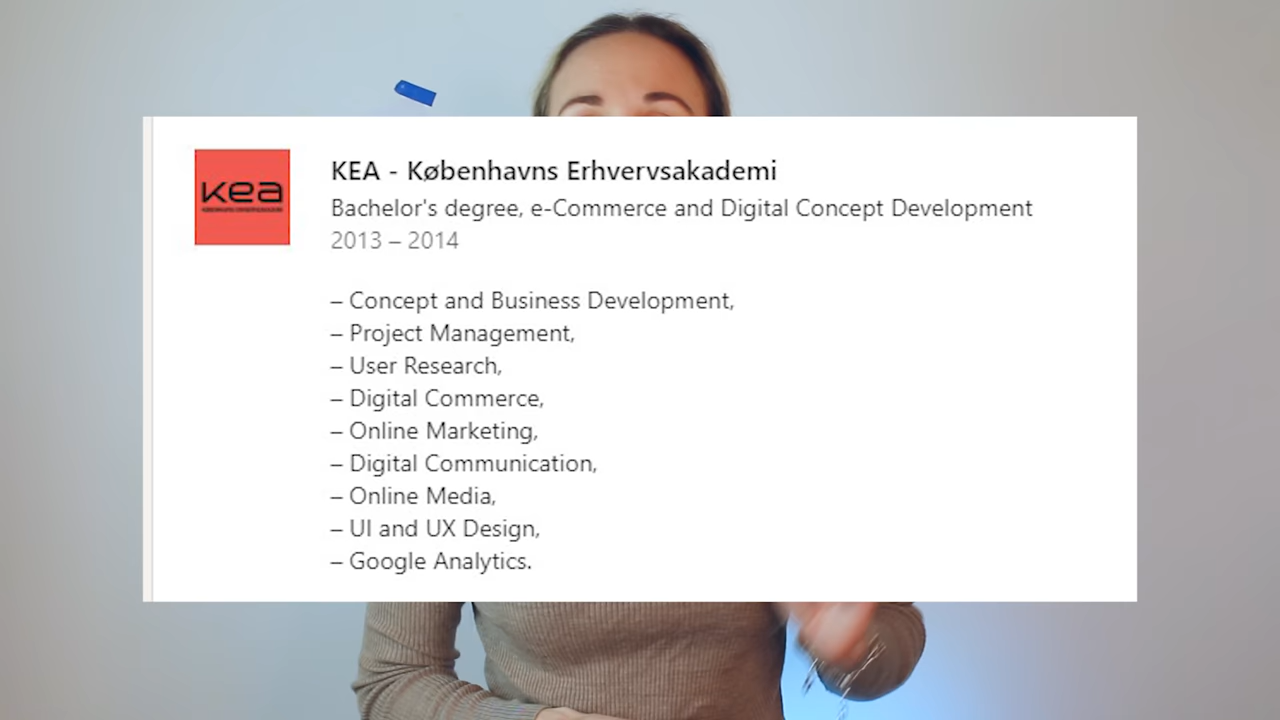 kea
KEA - Københavns Erhvervsakademi
Bachelor's degree, e-Commerce and Digital Concept Development
2013 – 2014
– Concept and Business Development,
– Project Management,
– User Research,
– Digital Commerce,
– Online Marketing,
– Digital Communication,
– Online Media,
– UI and UX Design,
– Google Analytics.